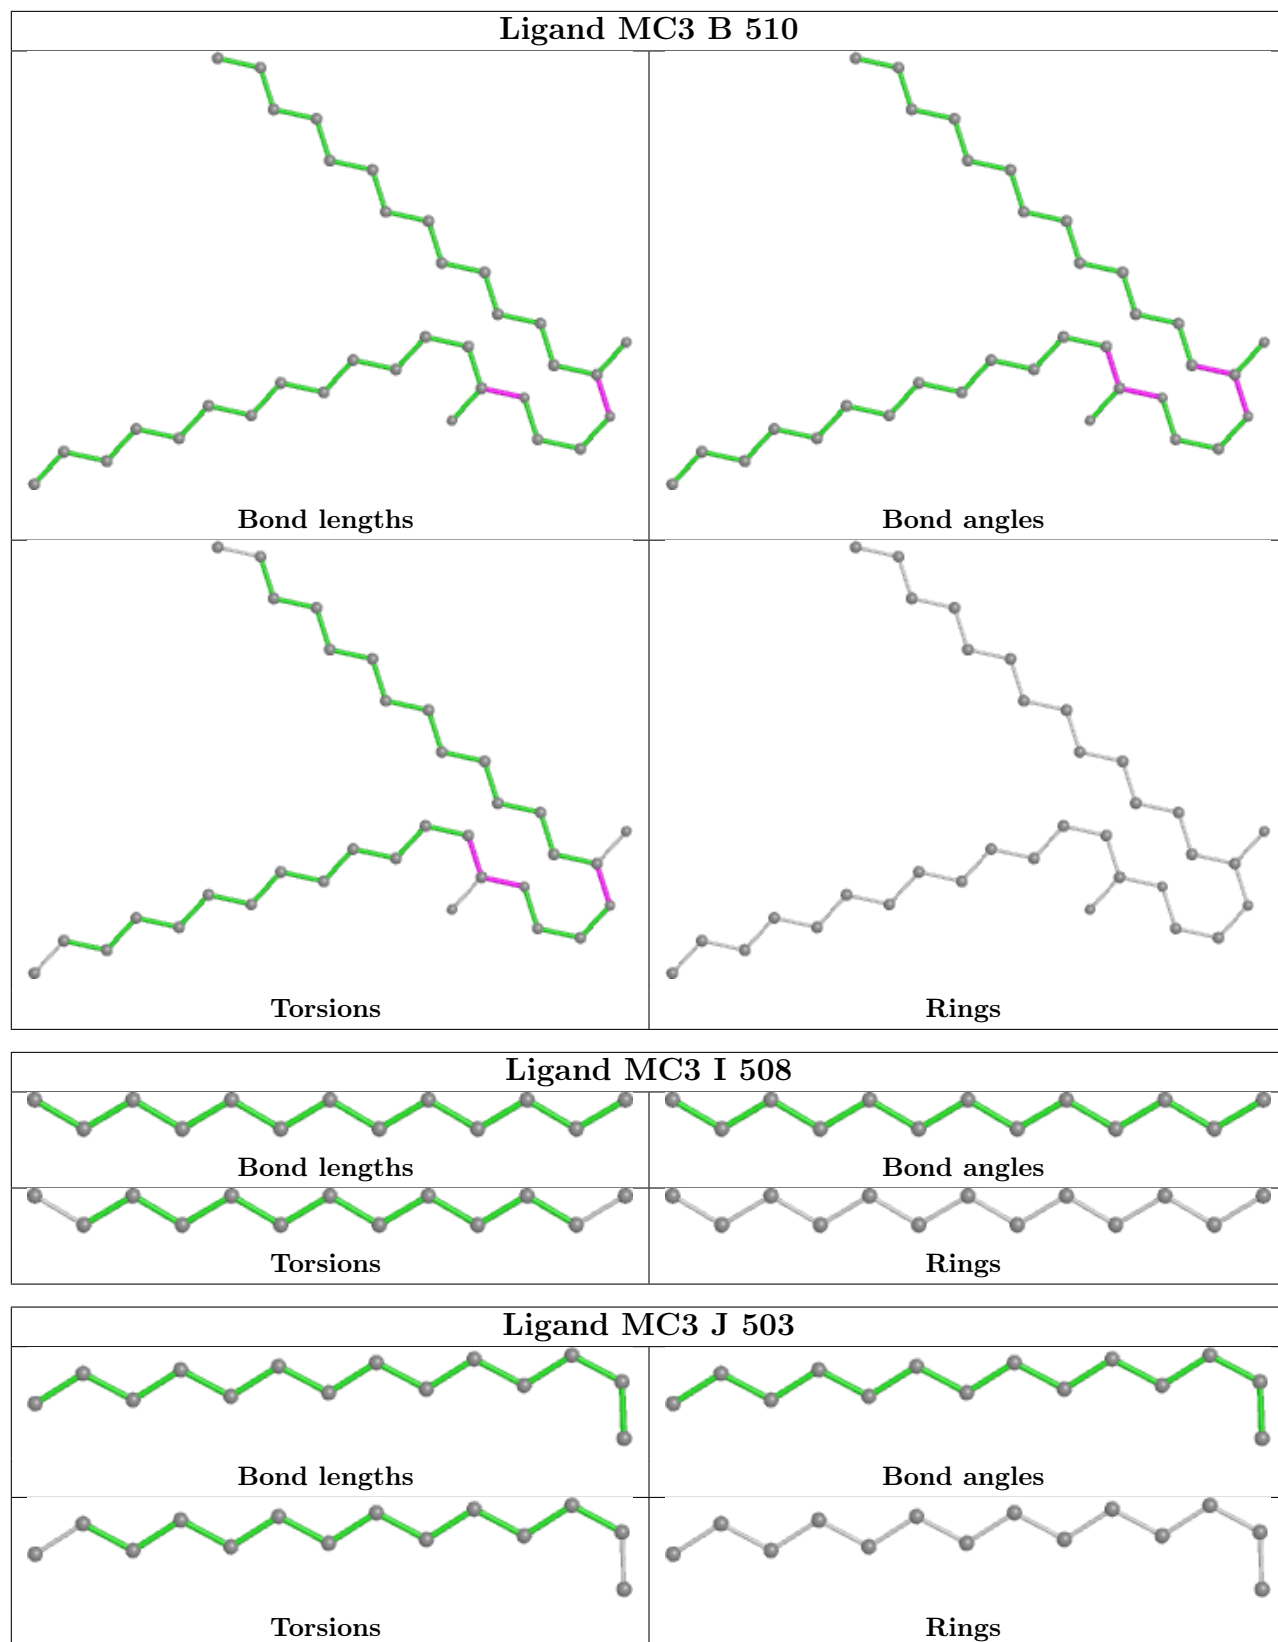 Ligand MC3 B 510
Bond lengths
Bond angles
Torsions
Rings
Ligand MC3 I 508
Bond lengths
Bond angles
Torsions
Rings
Ligand MC3 J 503
Bond lengths
Bond angles
Torsions
Rings